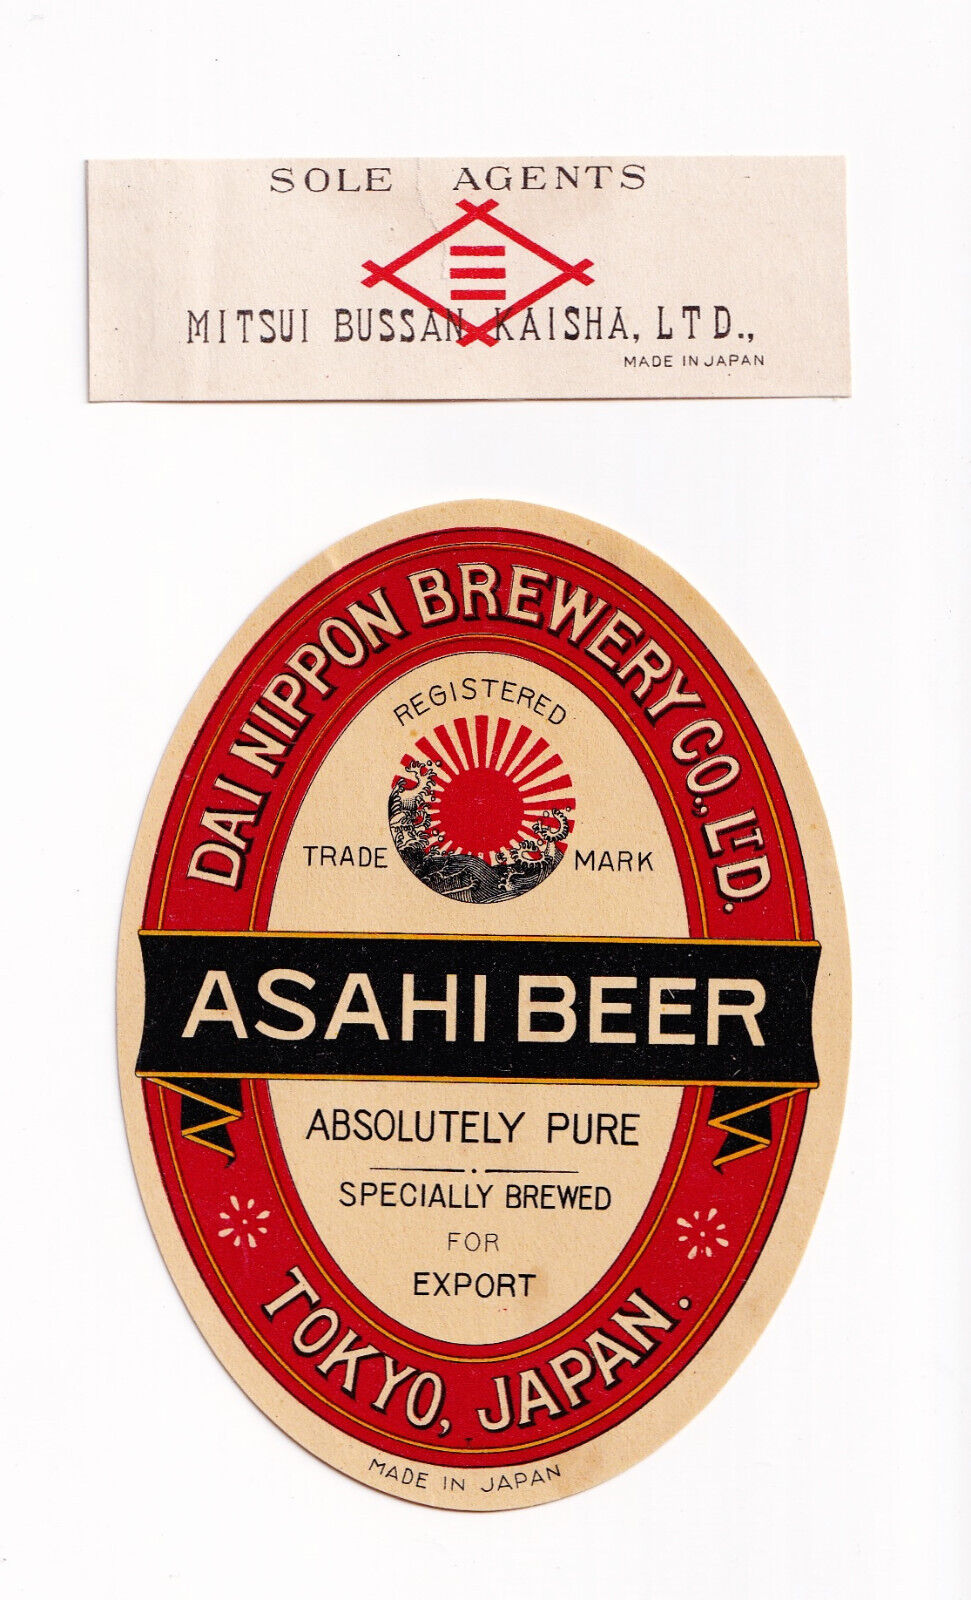 SOLE AGENTS
三
MITSUI BUSSAN KAISHA, LTD.,
MADE IN JAPAN
DAI NIPPON BREWERY CO., LTD.
REGISTERED
TRADE MARK
ASAHI BEER
ABSOLUTELY PURE
SPECIALLY BREWED
FOR
EXPORT
TOKYO, JAPAN.
MADE IN JAPAN